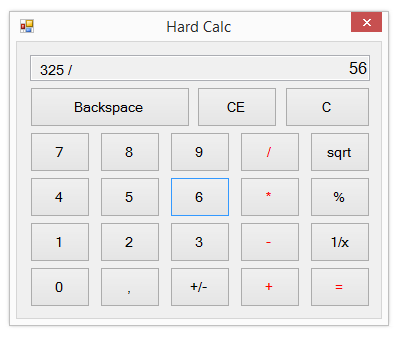 Hard Calc
325 / 56
Backspace CE C
7 8 9 / sqrt
4 5 6 * %
1 2 3 - 1/x
0 , +/- + =